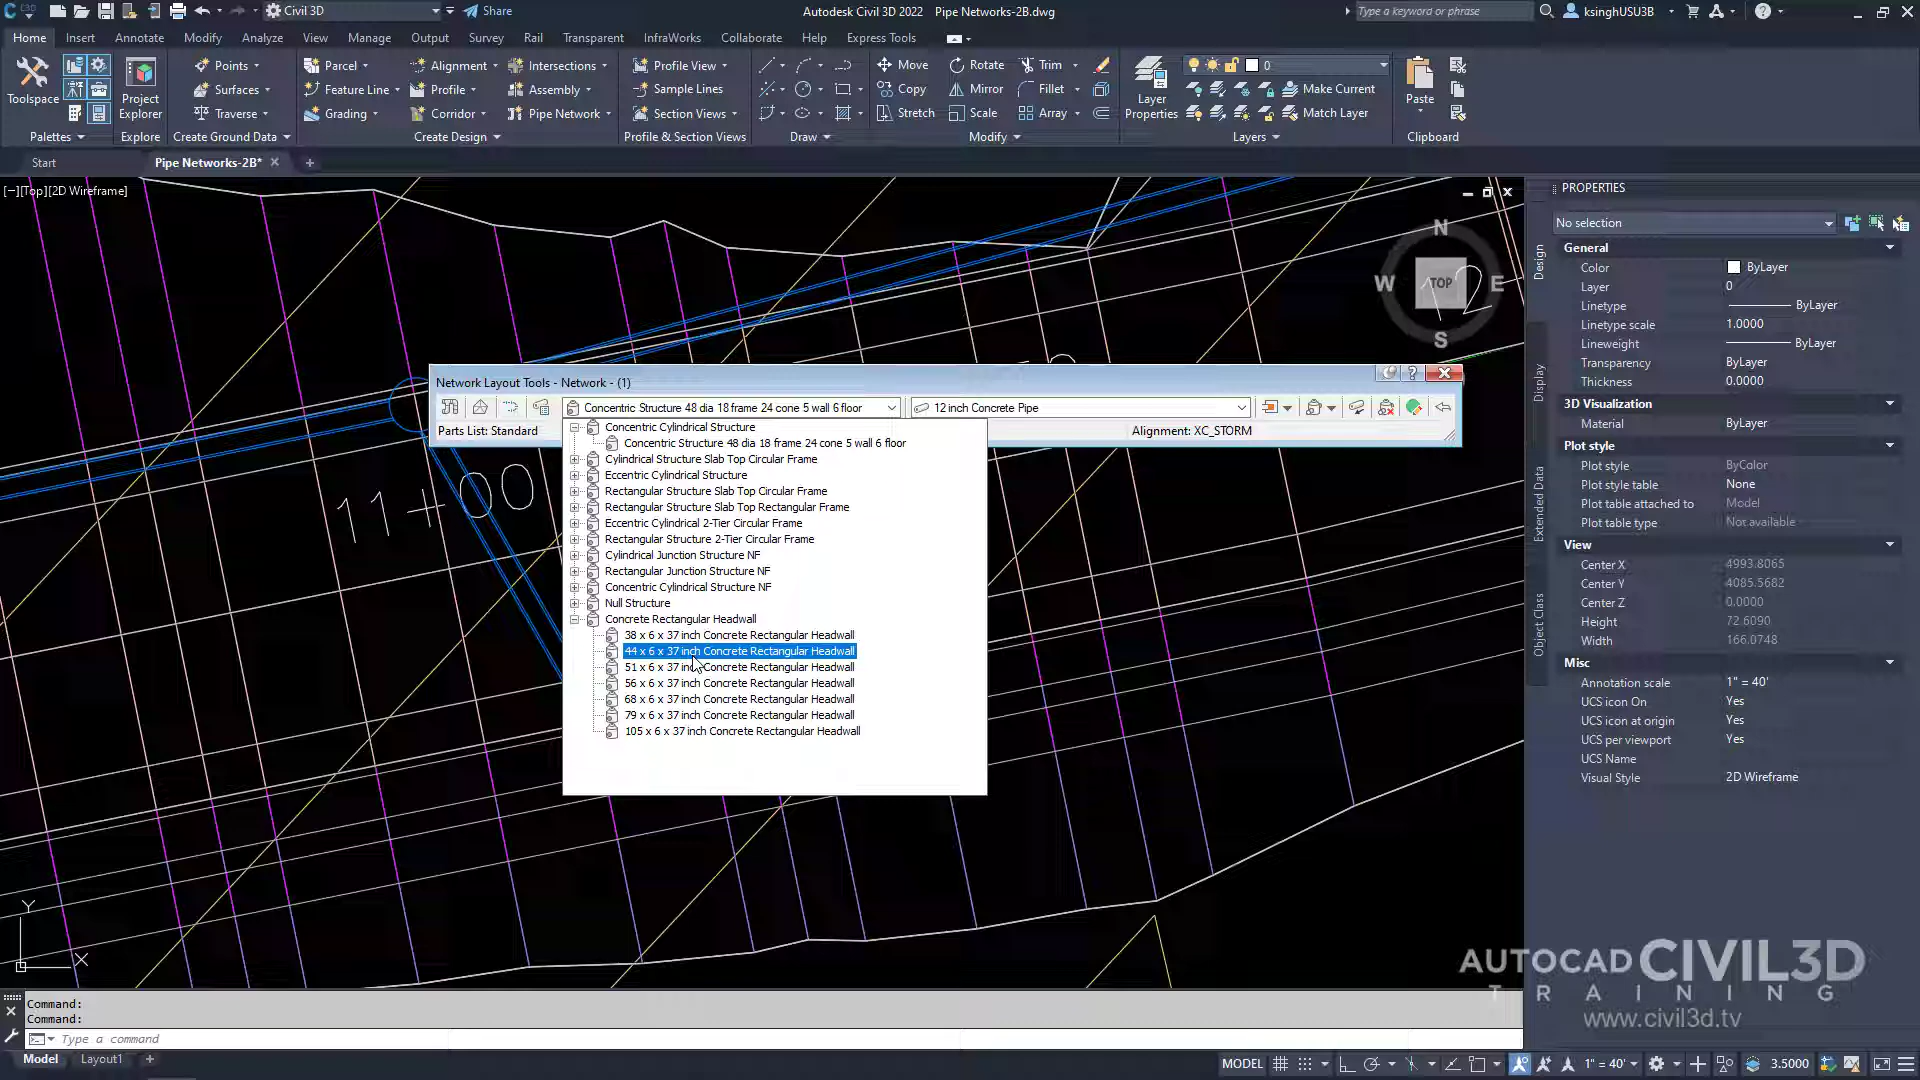 Civil 3D
Share
Autodesk Civil 3D 2022 Pipe Networks-2B.dwg
Type a keyword or phrase
ksinghUSU3B
Home Insert Annotate Modify Analyze View Manage Output Survey Rail Transparent InfraWorks Collaborate Help Express Tools
Toolspace
Project Explorer
Points
Surfaces
Traverse
Parcel
Feature Line
Grading
Alignment
Profile
Corridor
Intersections
Assembly
Pipe Network
Profile View
Sample Lines
Section Views
Move
Copy
Stretch
Rotate
Mirror
Scale
Trim
Fillet
Array
Layer Properties
0
Make Current
Match Layer
Paste
Palettes Explore Create Ground Data Create Design Profile & Section Views Draw Modify Layers Clipboard
Start Pipe Networks-2B*
[−][Top][2D Wireframe]
N
W TOP E
S
12
11+00
Network Layout Tools - Network - (1)
Concentric Structure 48 dia 18 frame 24 cone 5 wall 6 floor
12 inch Concrete Pipe
Parts List: Standard
Alignment: XC_STORM
Concentric Cylindrical Structure
Concentric Structure 48 dia 18 frame 24 cone 5 wall 6 floor
Cylindrical Structure Slab Top Circular Frame
Eccentric Cylindrical Structure
Rectangular Structure Slab Top Circular Frame
Rectangular Structure Slab Top Rectangular Frame
Eccentric Cylindrical 2-Tier Circular Frame
Rectangular Structure 2-Tier Circular Frame
Cylindrical Junction Structure NF
Rectangular Junction Structure NF
Concentric Cylindrical Structure NF
Null Structure
Concrete Rectangular Headwall
38 x 6 x 37 inch Concrete Rectangular Headwall
44 x 6 x 37 inch Concrete Rectangular Headwall
51 x 6 x 37 inch Concrete Rectangular Headwall
56 x 6 x 37 inch Concrete Rectangular Headwall
68 x 6 x 37 inch Concrete Rectangular Headwall
79 x 6 x 37 inch Concrete Rectangular Headwall
105 x 6 x 37 inch Concrete Rectangular Headwall
Y
X
PROPERTIES
No selection
Design
Display
Extended Data
Object Class
General
Color ByLayer
Layer 0
Linetype ByLayer
Linetype scale 1.0000
Lineweight ByLayer
Transparency ByLayer
Thickness 0.0000
3D Visualization
Material ByLayer
Plot style
Plot style ByColor
Plot style table None
Plot table attached to Model
Plot table type Not available
View
Center X 4993.8065
Center Y 4085.5682
Center Z 0.0000
Height 72.6090
Width 166.0748
Misc
Annotation scale 1" = 40'
UCS icon On Yes
UCS icon at origin Yes
UCS per viewport Yes
UCS Name
Visual Style 2D Wireframe
AUTOCAD CIVIL3D
TRAINING
www.civil3d.tv
Command:
Command:
Type a command
Model Layout1
MODEL 1" = 40' 3.5000